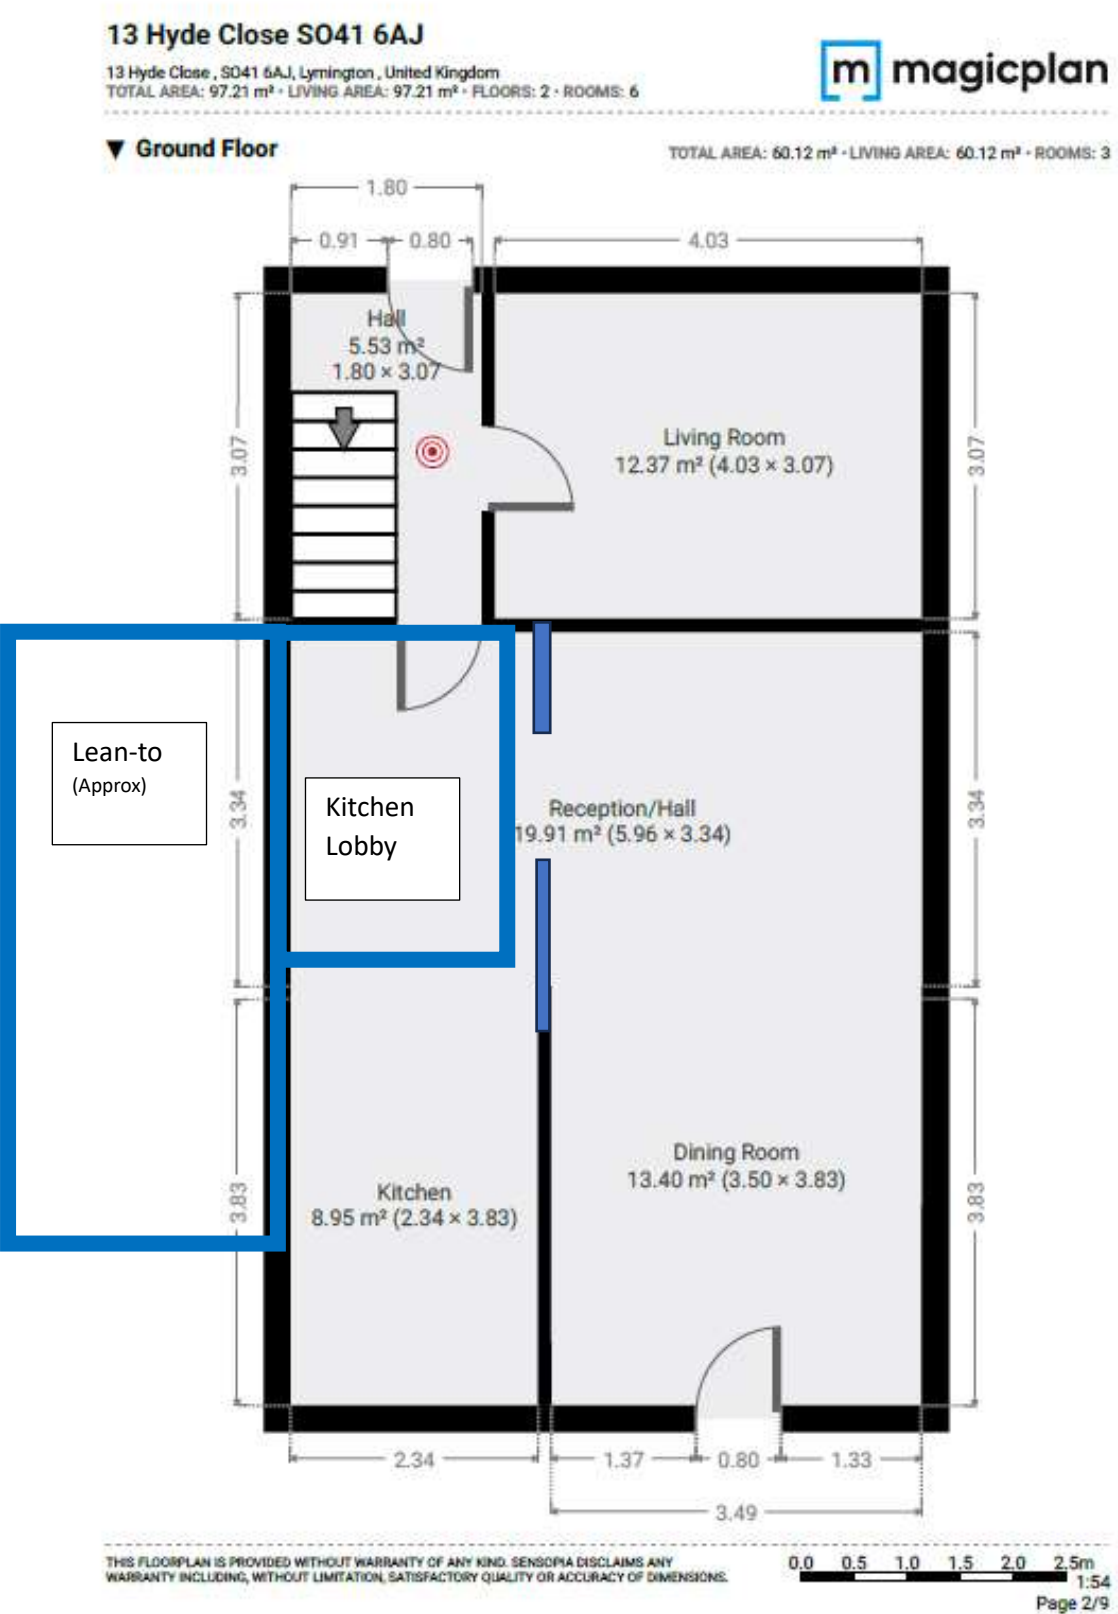 13 Hyde Close SO41 6AJ
13 Hyde Close , SO41 6AJ, Lymington , United Kingdom
TOTAL AREA: 97.21 m² · LIVING AREA: 97.21 m² · FLOORS: 2 · ROOMS: 6
m magicplan
▼ Ground Floor
TOTAL AREA: 60.12 m² · LIVING AREA: 60.12 m² · ROOMS: 3
1.80
0.91
0.80
4.03
Hall
5.53 m²
1.80 × 3.07
3.07
Living Room
12.37 m² (4.03 × 3.07)
3.07
Lean-to
(Approx)
3.34
Kitchen
Lobby
Reception/Hall
19.91 m² (5.96 × 3.34)
3.34
Dining Room
13.40 m² (3.50 × 3.83)
3.83
Kitchen
8.95 m² (2.34 × 3.83)
3.83
2.34
1.37
0.80
1.33
3.49
THIS FLOORPLAN IS PROVIDED WITHOUT WARRANTY OF ANY KIND. SENSOPIA DISCLAIMS ANY
WARRANTY INCLUDING, WITHOUT LIMITATION, SATISFACTORY QUALITY OR ACCURACY OF DIMENSIONS.
0.0 0.5 1.0 1.5 2.0 2.5m
1:54
Page 2/9